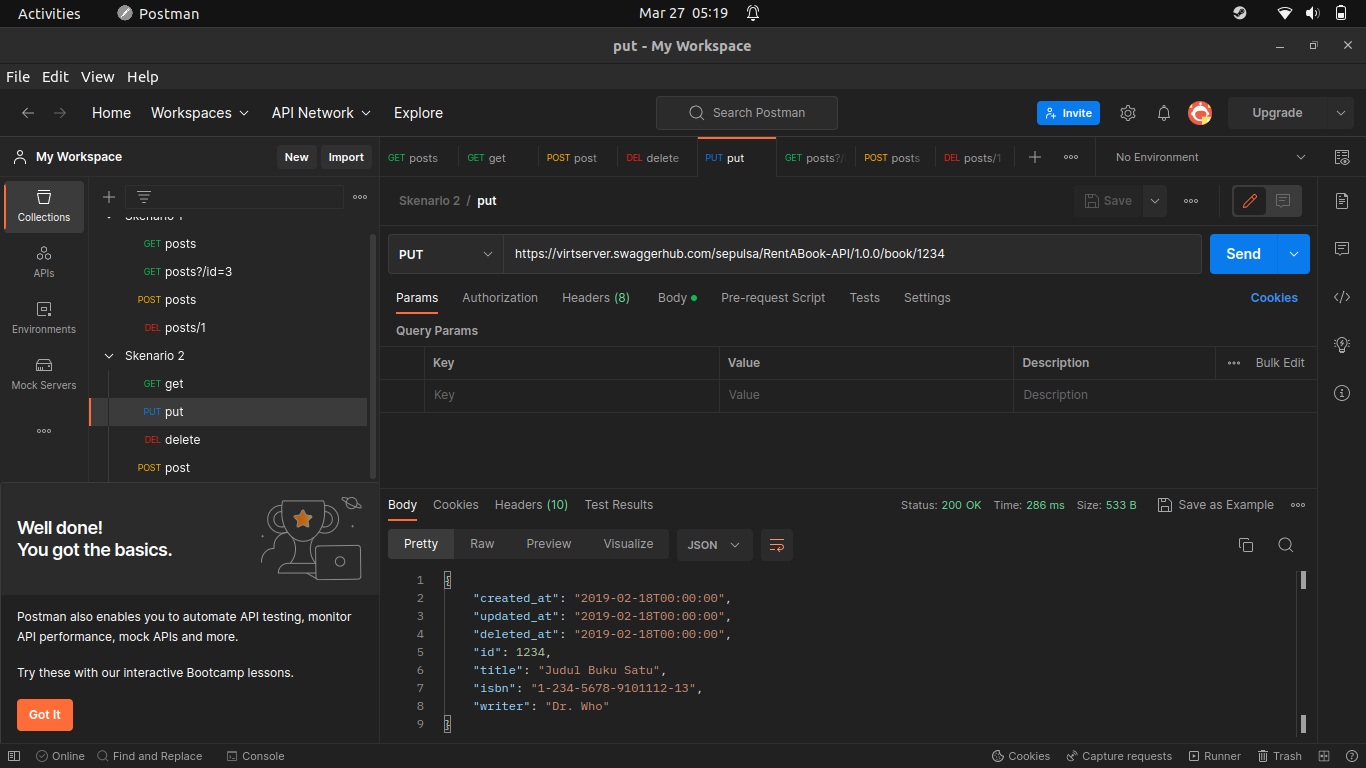 Activities Postman Mar 27 05:19
put - My Workspace
File Edit View Help
Home Workspaces API Network Explore Search Postman Invite Upgrade
My Workspace New Import GET posts GET get POST post DEL delete PUT put GET posts?/ POST posts DEL posts/1 No Environment
Collections
APIs
Environments
Mock Servers
GET posts
GET posts?/id=3
POST posts
DEL posts/1
Skenario 2
GET get
PUT put
DEL delete
POST post
Well done!
You got the basics.
Postman also enables you to automate API testing, monitor
API performance, mock APIs and more.
Try these with our interactive Bootcamp lessons.
Got It
Skenario 2 / put Save
PUT https://virtserver.swaggerhub.com/sepulsa/RentABook-API/1.0.0/book/1234 Send
Params Authorization Headers (8) Body Pre-request Script Tests Settings Cookies
Query Params
Key Value Description Bulk Edit
Key Value Description
Body Cookies Headers (10) Test Results Status: 200 OK Time: 286 ms Size: 533 B Save as Example
Pretty Raw Preview Visualize JSON
1 {
2 "created_at": "2019-02-18T00:00:00",
3 "updated_at": "2019-02-18T00:00:00",
4 "deleted_at": "2019-02-18T00:00:00",
5 "id": 1234,
6 "title": "Judul Buku Satu",
7 "isbn": "1-234-5678-9101112-13",
8 "writer": "Dr. Who"
9 }
Online Find and Replace Console Cookies Capture requests Runner Trash